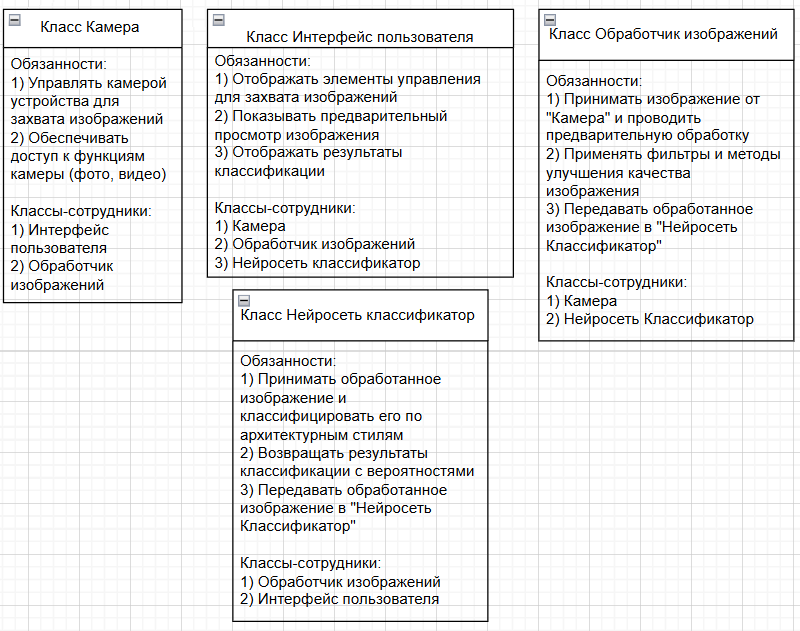 Класс Камера
Обязанности:
1) Управлять камерой
устройства для
захвата изображений
2) Обеспечивать
доступ к функциям
камеры (фото, видео)
Классы-сотрудники:
1) Интерфейс
пользователя
2) Обработчик
изображений
Класс Интерфейс пользователя
Обязанности:
1) Отображать элементы управления
для захвата изображений
2) Показывать предварительный
просмотр изображения
3) Отображать результаты
классификации
Классы-сотрудники:
1) Камера
2) Обработчик изображений
3) Нейросеть классификатор
Класс Обработчик изображений
Обязанности:
1) Принимать изображение от
"Камера" и проводить
предварительную обработку
2) Применять фильтры и методы
улучшения качества
изображения
3) Передавать обработанное
изображение в "Нейросеть
Классификатор"
Классы-сотрудники:
1) Камера
2) Нейросеть Классификатор
Класс Нейросеть классификатор
Обязанности:
1) Принимать обработанное
изображение и
классифицировать его по
архитектурным стилям
2) Возвращать результаты
классификации с вероятностями
3) Передавать обработанное
изображение в "Нейросеть
Классификатор"
Классы-сотрудники:
1) Обработчик изображений
2) Интерфейс пользователя